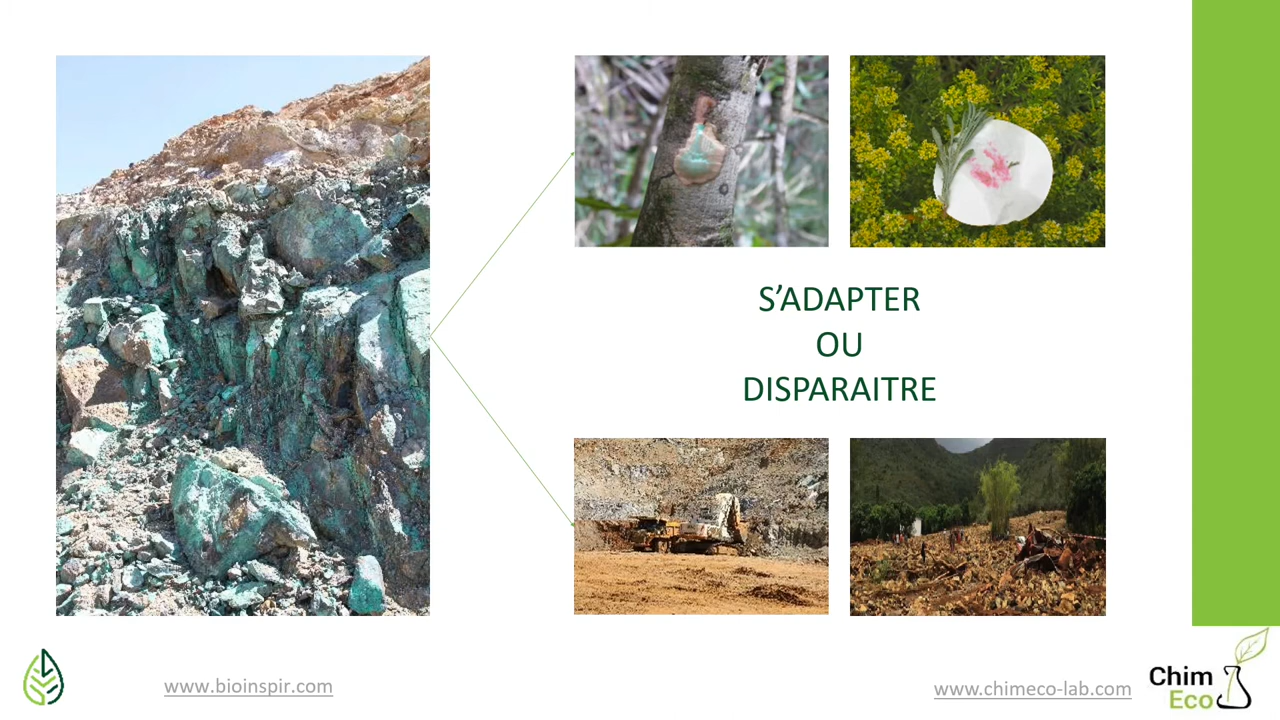 S’ADAPTER
OU
DISPARAITRE
www.bioinspir.com
www.chimeco-lab.com
Chim
Eco